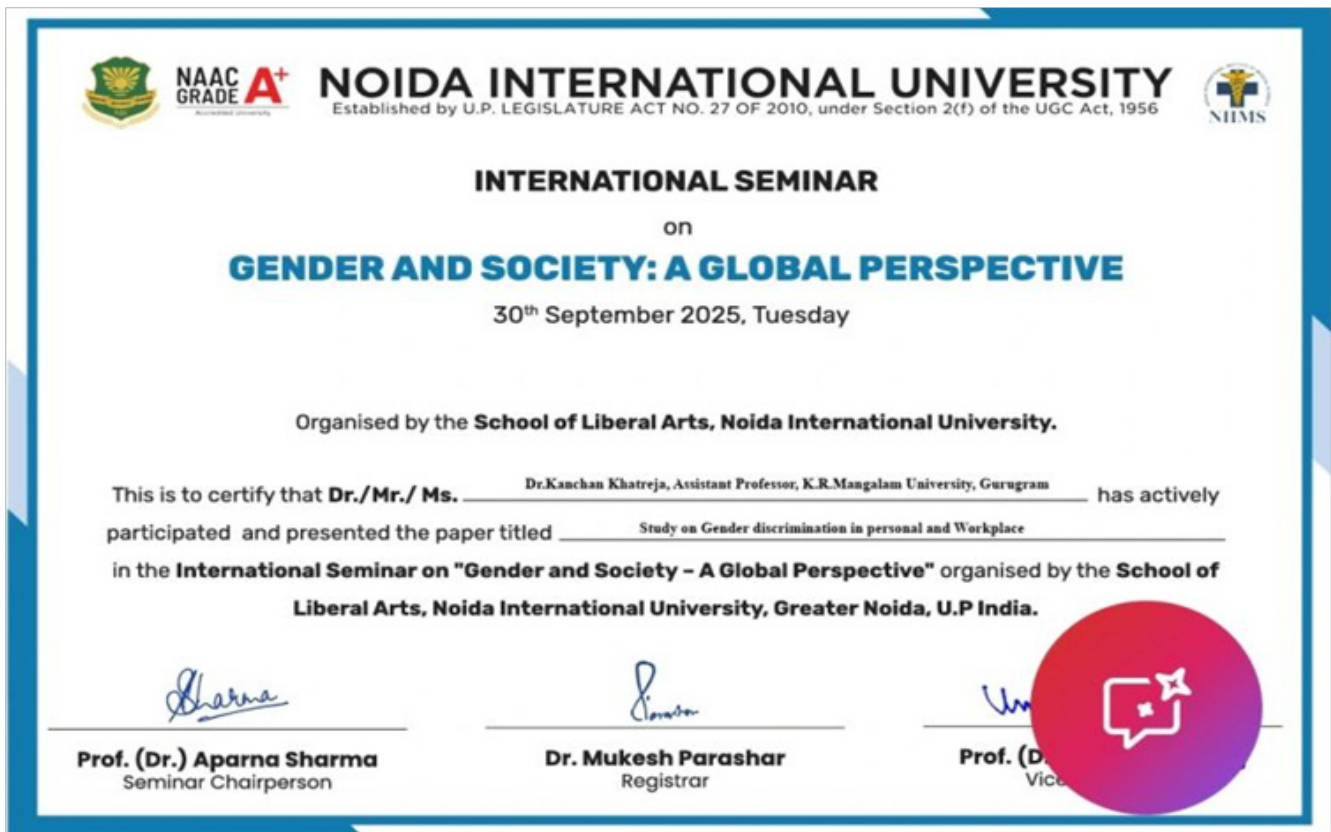 NAAC
GRADE A+
Accredited University
NOIDA INTERNATIONAL UNIVERSITY
Established by U.P. LEGISLATURE ACT NO. 27 OF 2010, under Section 2(f) of the UGC Act, 1956
NIIMS
INTERNATIONAL SEMINAR
on
GENDER AND SOCIETY: A GLOBAL PERSPECTIVE
30th September 2025, Tuesday
Organised by the School of Liberal Arts, Noida International University.
This is to certify that Dr./Mr./ Ms. Dr.Kanchan Khatreja, Assistant Professor, K.R.Mangalam University, Gurugram has actively
participated and presented the paper titled Study on Gender discrimination in personal and Workplace
in the International Seminar on "Gender and Society – A Global Perspective" organised by the School of
Liberal Arts, Noida International University, Greater Noida, U.P India.
Sharma
Prof. (Dr.) Aparna Sharma
Seminar Chairperson
Dr. Mukesh Parashar
Registrar
Prof. (D
Vice